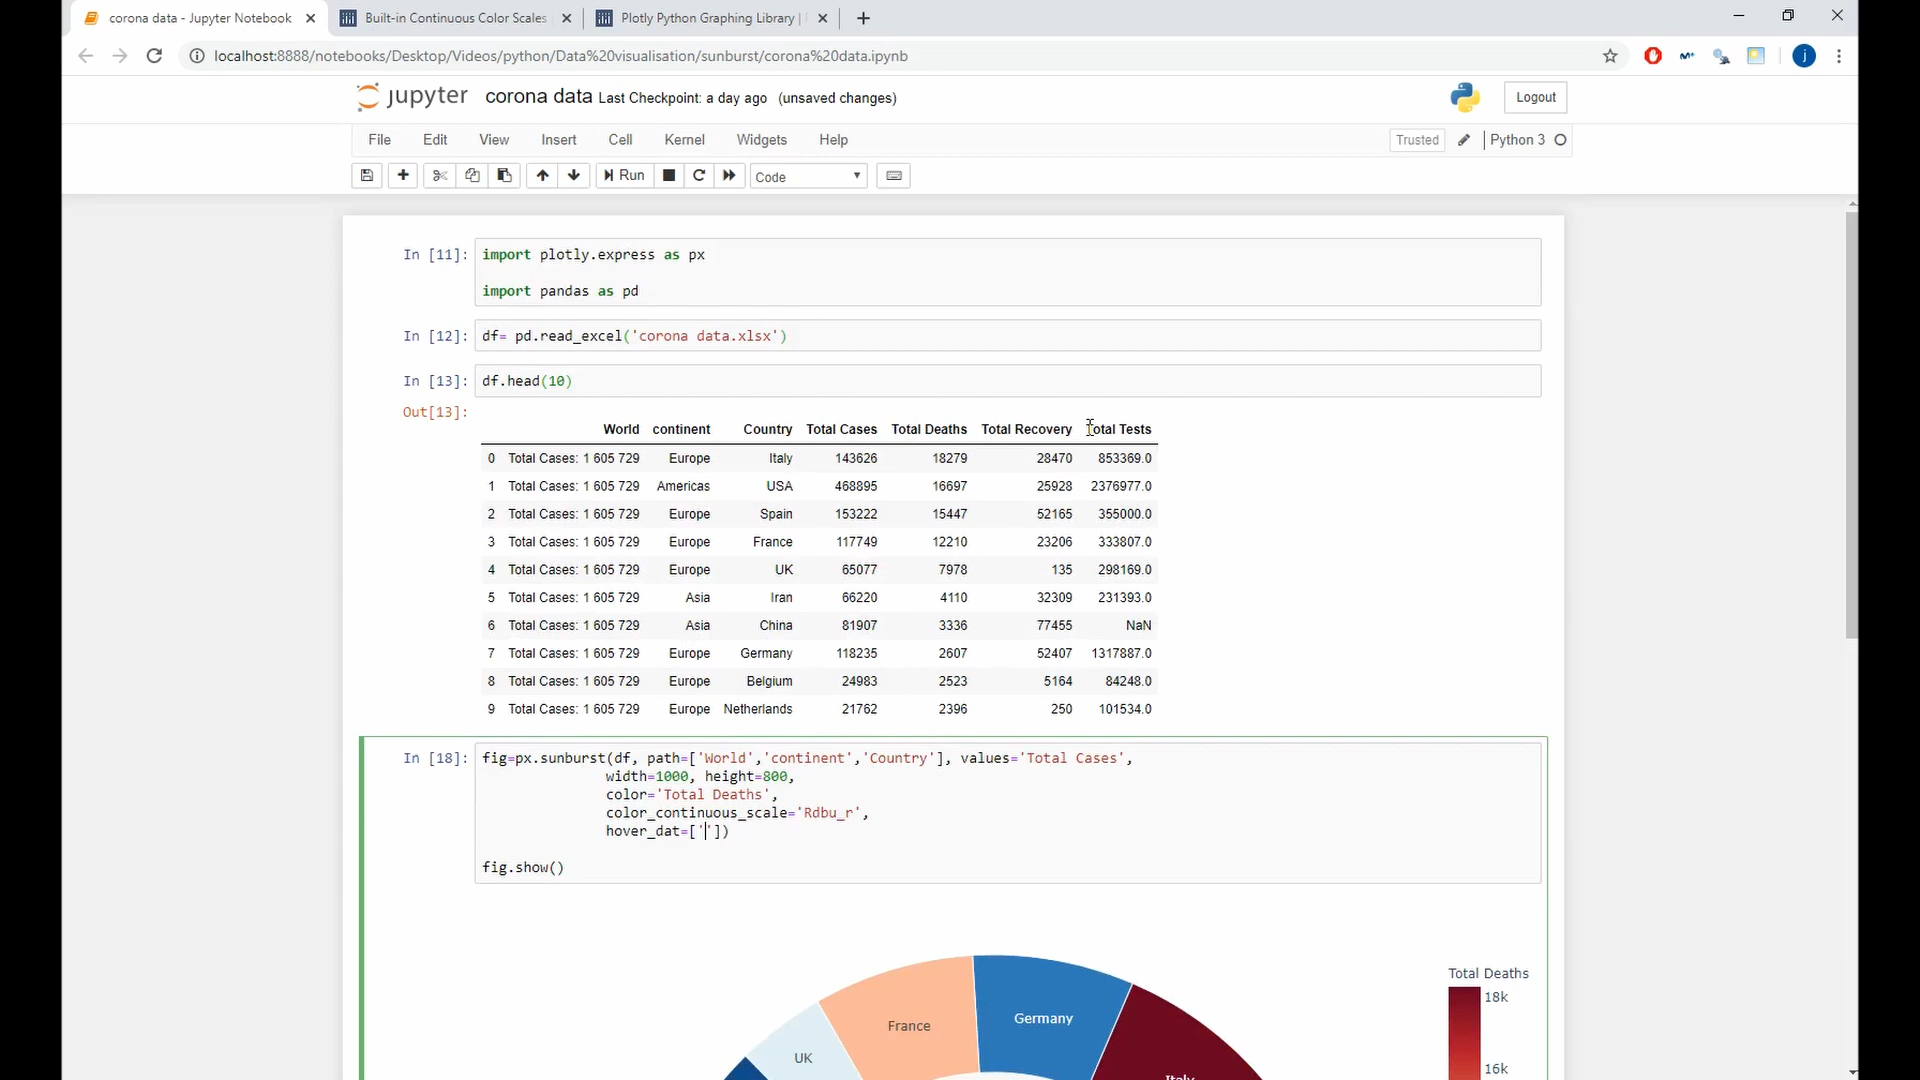 corona data - Jupyter Notebook
Built-in Continuous Color Scales
Plotly Python Graphing Library |
localhost:8888/notebooks/Desktop/Videos/python/Data%20visualisation/sunburst/corona%20data.ipynb
j
jupyter corona data Last Checkpoint: a day ago (unsaved changes)
Logout
File Edit View Insert Cell Kernel Widgets Help
Trusted Python 3
Run Code
In [11]: import plotly.express as px
import pandas as pd
In [12]: df= pd.read_excel('corona data.xlsx')
In [13]: df.head(10)
Out[13]:
World continent Country Total Cases Total Deaths Total Recovery Total Tests
0 Total Cases: 1 605 729 Europe Italy 143626 18279 28470 853369.0
1 Total Cases: 1 605 729 Americas USA 468895 16697 25928 2376977.0
2 Total Cases: 1 605 729 Europe Spain 153222 15447 52165 355000.0
3 Total Cases: 1 605 729 Europe France 117749 12210 23206 333807.0
4 Total Cases: 1 605 729 Europe UK 65077 7978 135 298169.0
5 Total Cases: 1 605 729 Asia Iran 66220 4110 32309 231393.0
6 Total Cases: 1 605 729 Asia China 81907 3336 77455 NaN
7 Total Cases: 1 605 729 Europe Germany 118235 2607 52407 1317887.0
8 Total Cases: 1 605 729 Europe Belgium 24983 2523 5164 84248.0
9 Total Cases: 1 605 729 Europe Netherlands 21762 2396 250 101534.0
In [18]: fig=px.sunburst(df, path=['World','continent','Country'], values='Total Cases',
width=1000, height=800,
color='Total Deaths',
color_continuous_scale='Rdbu_r',
hover_dat=[''])
fig.show()
Total Deaths
18k
Germany
France
UK
16k
Italy